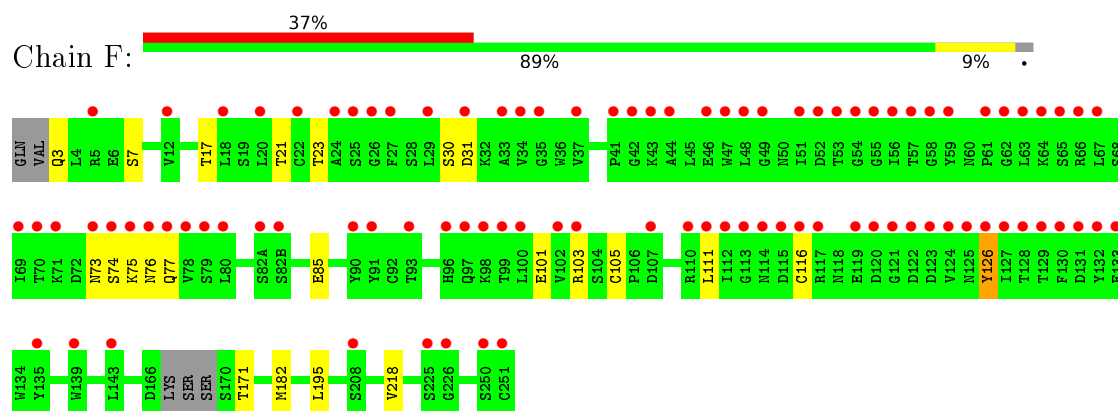 37%
Chain F:
89% 9% •
GLN VAL Q3 L4 R5 E6 S7 V12 T17 L18 S19 L20 T21 C22 T23 A24 S25 G26 F27 S28 L29 S30 D31 K32 A33 V34 G35 W36 V37 P41 G42 K43 A44 L45 E46 W47 L48 G49 N50 I51 D52 T53 G54 G55 I56 T57 G58 Y59 N60 P61 G62 L63 K64 S65 R66 L67 S68
I69 T70 K71 D72 N73 S74 K75 N76 Q77 V78 S79 L80 S82A S82B E85 Y90 Y91 C92 T93 H96 Q97 K98 T99 L100 E101 V102 R103 S104 C105 P106 D107 R110 L111 I112 G113 N114 D115 C116 R117 N118 E119 D120 G121 D122 D123 V124 N125 Y126 I127 T128 T129 F130 D131 Y132
W134 Y135 W139 L143 D166 LYS SER SER S170 T171 M182 L195 S208 V218 S225 G226 S250 C251